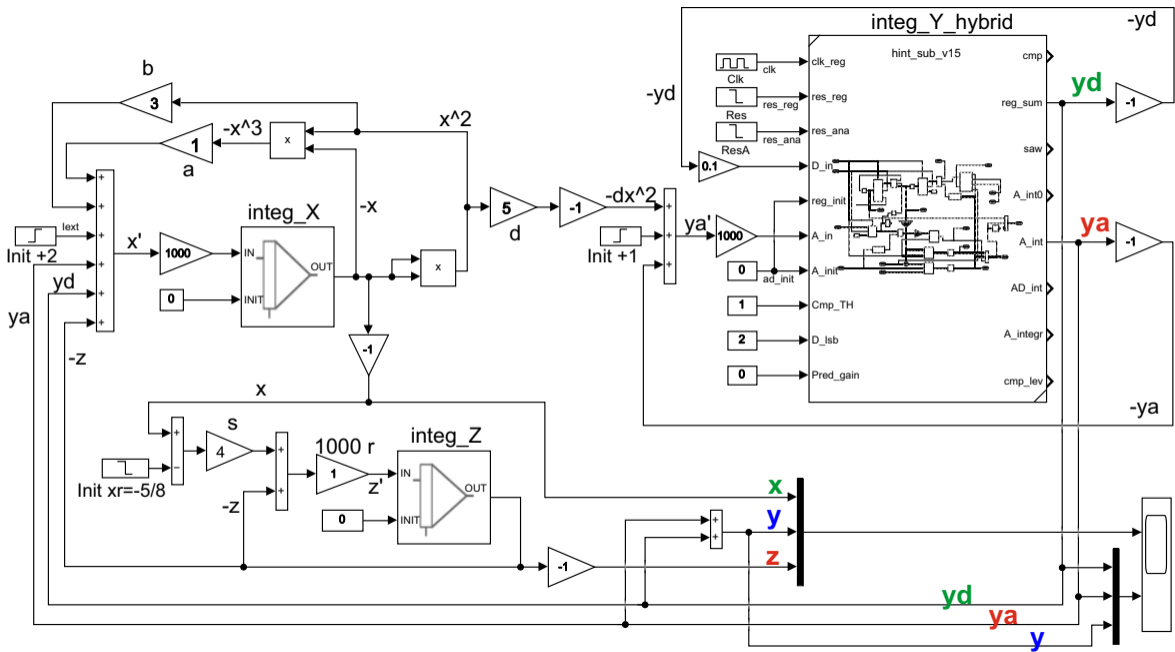 integ_Y_hybrid
-yd
hint_sub_v15
clk_reg
cmp
clk
Clk
yd
b
-yd
res_reg
reg_sum
-1
3
res_reg
Res
x^2
-x^3
res_ana
saw
1
x
res_ana
ResA
a
0.1
D_in
A_int0
+
-x
-dx^2
reg_init
integ_X
5
-1
+
ya
+
Iext
d
+
ya'
1000
A_in
A_int
-1
x'
1000
IN
OUT
x
Init +2
+
Init +1
+
0
ad_init
A_init
yd
+
0
INIT
1
Cmp_TH
AD_int
ya
+
-z
-1
2
D_lsb
A_integr
0
Pred_gain
cmp_lev
x
-ya
s
+
4
+
1000 r
integ_Z
-
1
IN
Init xr=-5/8
+
z'
OUT
x
-z
0
INIT
+
y
+
-1
z
yd
ya
y